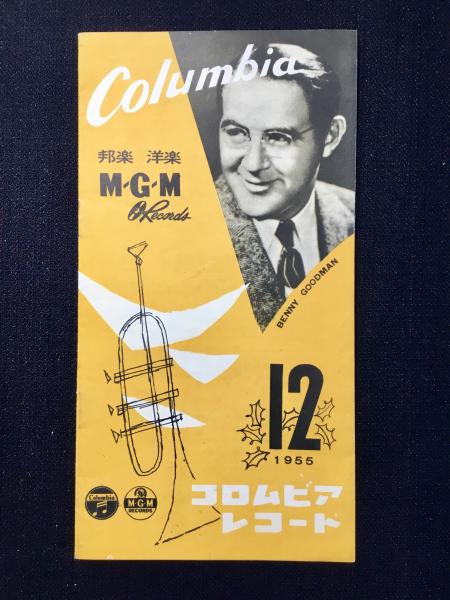 Columbia
邦楽 洋楽
M-G-M
Records
BENNY GOODMAN
12
1955
コロムビア
レコード
Columbia
M-G-M
RECORDS